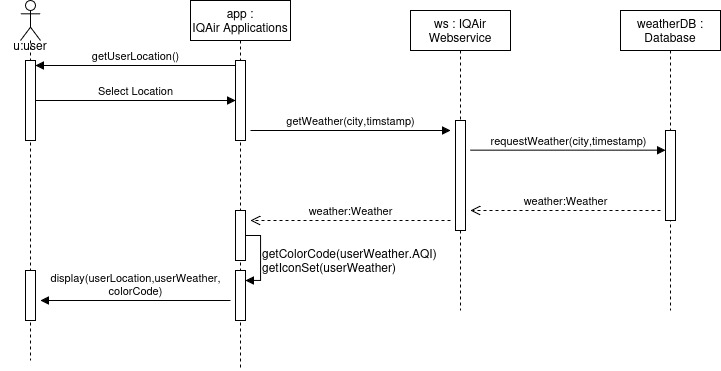 app :
IQAir Applications
ws : IQAir
Webservice
weatherDB :
Database
u:user
getUserLocation()
Select Location
getWeather(city,timstamp)
requestWeather(city,timestamp)
weather:Weather
weather:Weather
getColorCode(userWeather.AQI)
getIconSet(userWeather)
display(userLocation,userWeather,
colorCode)